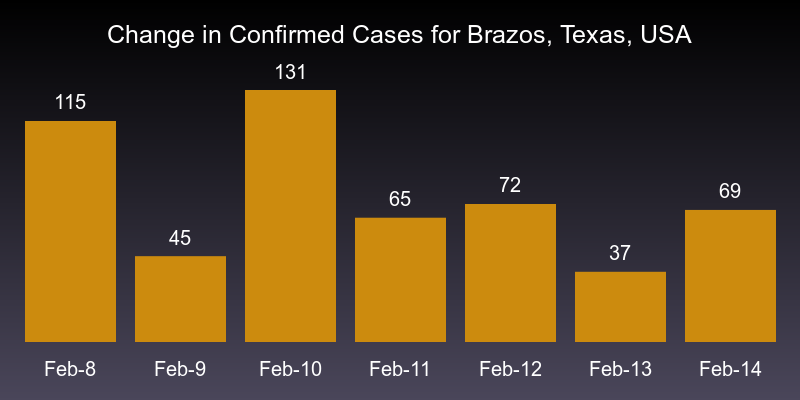 Change in Confirmed Cases for Brazos, Texas, USA
115
45
131
65
72
37
69
Feb-8
Feb-9
Feb-10
Feb-11
Feb-12
Feb-13
Feb-14